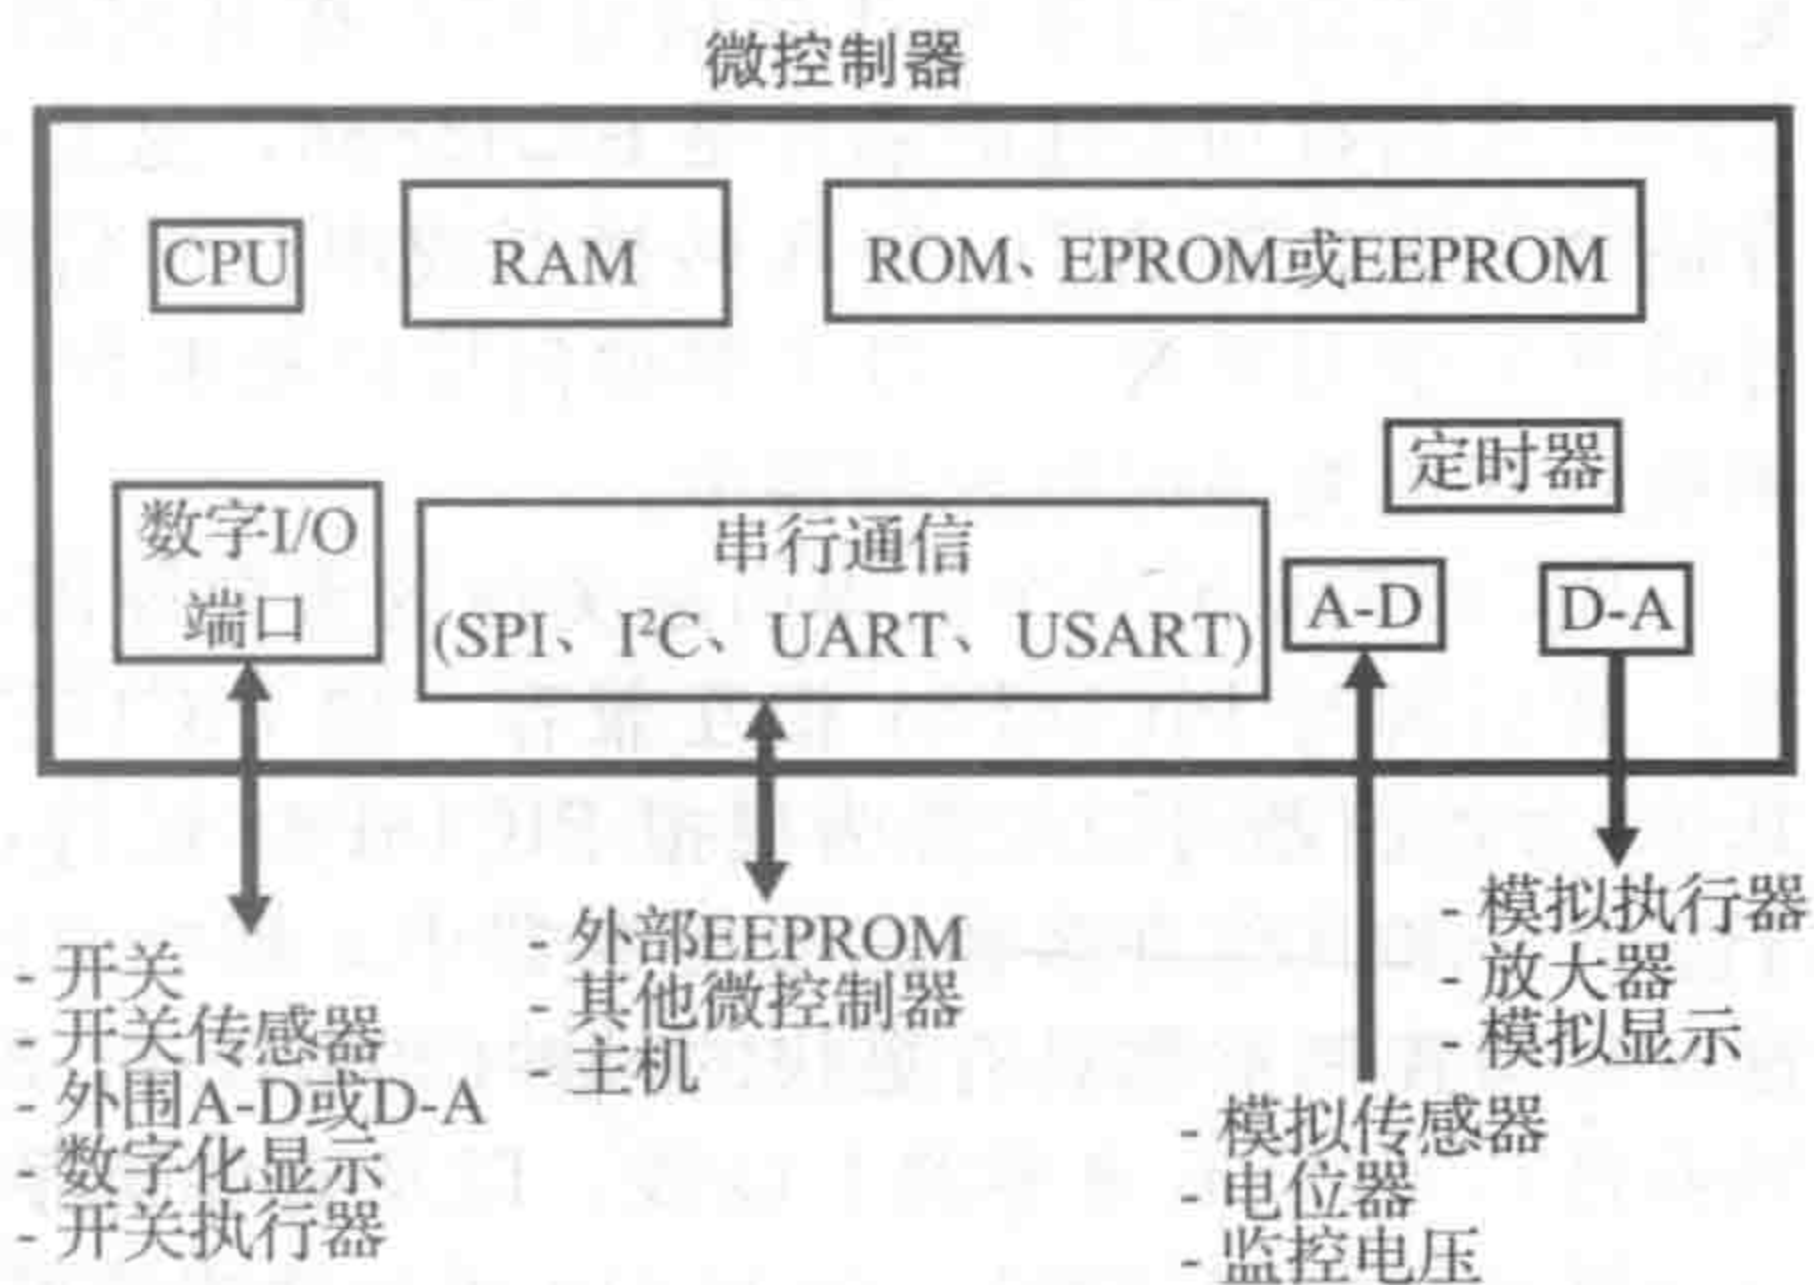 微控制器
CPU
RAM
ROM、EPROM或EEPROM
定时器
数字I/O
端口
串行通信
(SPI、I²C、UART、USART)
A-D
D-A
- 开关
- 开关传感器
- 外围A-D或D-A
- 数字化显示
- 开关执行器
- 外部EEPROM
- 其他微控制器
- 主机
- 模拟传感器
- 电位器
- 监控电压
- 模拟执行器
- 放大器
- 模拟显示